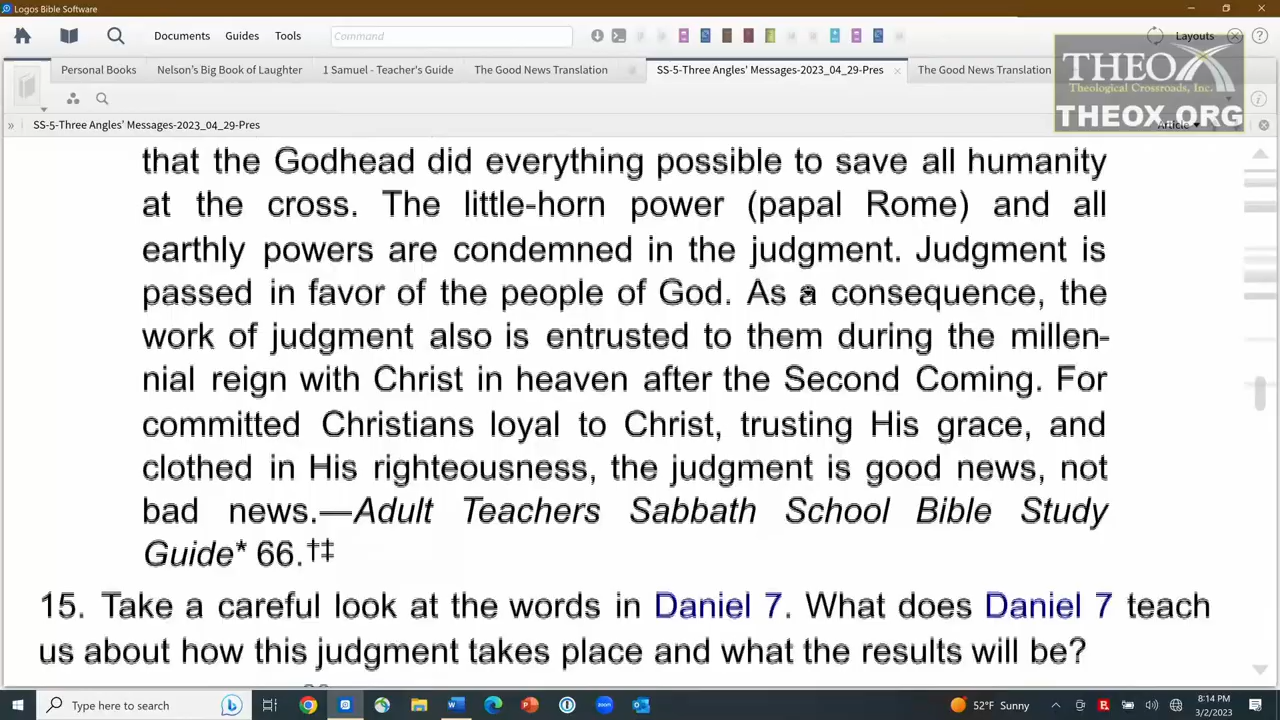 Logos Bible Software
Documents Guides Tools Command Layouts
Personal Books Nelson's Big Book of Laughter 1 Samuel - Teacher's Guide The Good News Translation SS-5-Three Angles' Messages-2023_04_29-Pres The Good News Translation
THEOX
Theological Crossroads, Inc.
THEOX.ORG
SS-5-Three Angles' Messages-2023_04_29-Pres Article
that the Godhead did everything possible to save all humanity
at the cross. The little-horn power (papal Rome) and all
earthly powers are condemned in the judgment. Judgment is
passed in favor of the people of God. As a consequence, the
work of judgment also is entrusted to them during the millen-
nial reign with Christ in heaven after the Second Coming. For
committed Christians loyal to Christ, trusting His grace, and
clothed in His righteousness, the judgment is good news, not
bad news.—Adult Teachers Sabbath School Bible Study
Guide* 66.†‡
15. Take a careful look at the words in Daniel 7. What does Daniel 7 teach
us about how this judgment takes place and what the results will be?
Type here to search 52°F Sunny 8:14 PM
3/2/2023